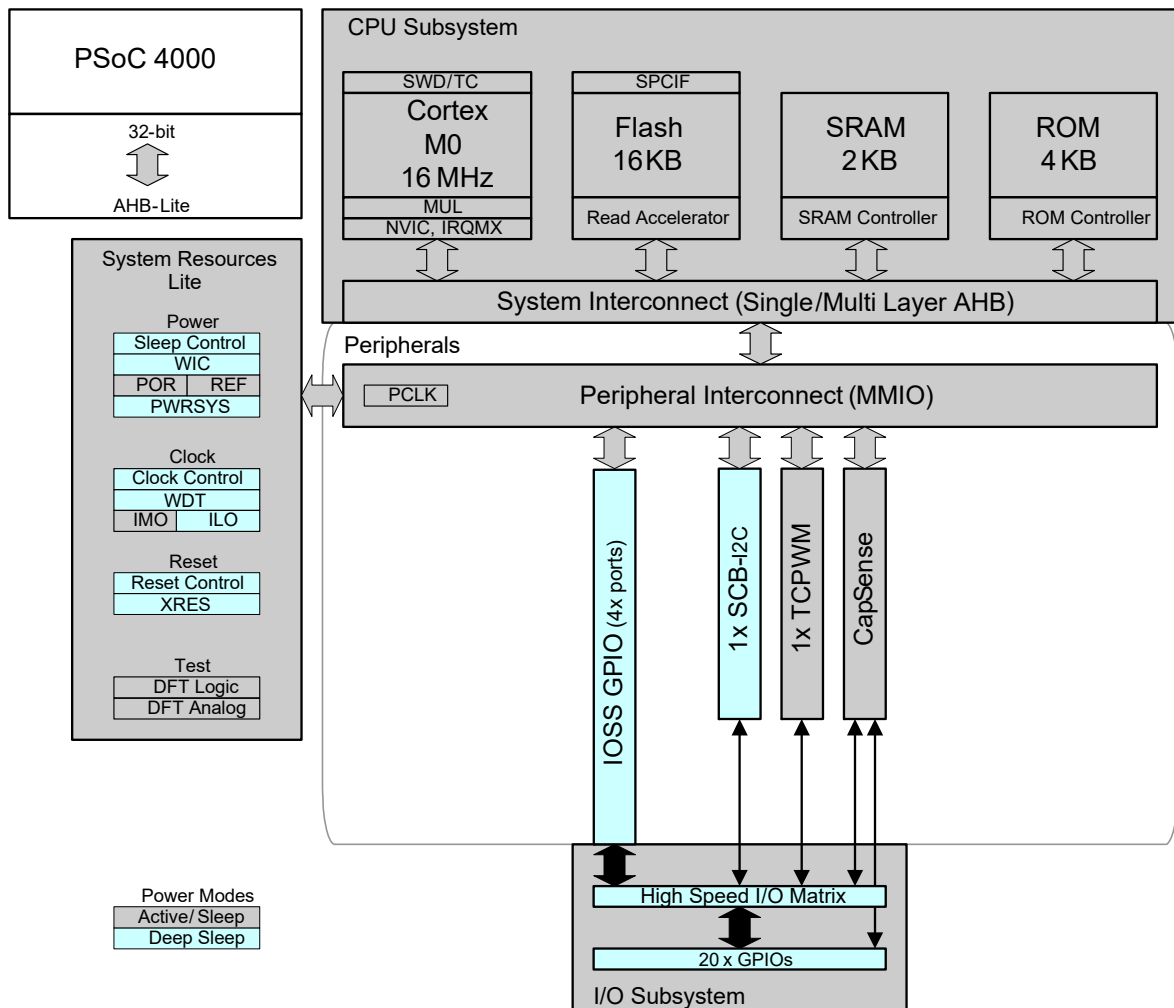 PSoC 4000
32-bit
AHB-Lite
CPU Subsystem
SWD/TC
Cortex
M0
16 MHz
MUL
NVIC, IRQMX
SPCIF
Flash
16 KB
Read Accelerator
SRAM
2 KB
SRAM Controller
ROM
4 KB
ROM Controller
System Interconnect (Single/Multi Layer AHB)
System Resources
Lite
Power
Sleep Control
WIC
POR REF
PWRSYS
Clock
Clock Control
WDT
IMO ILO
Reset
Reset Control
XRES
Test
DFT Logic
DFT Analog
Peripherals
PCLK
Peripheral Interconnect (MMIO)
IOSS GPIO (4x ports)
1x SCB-I2C
1x TCPWM
CapSense
High Speed I/O Matrix
20 x GPIOs
I/O Subsystem
Power Modes
Active/ Sleep
Deep Sleep